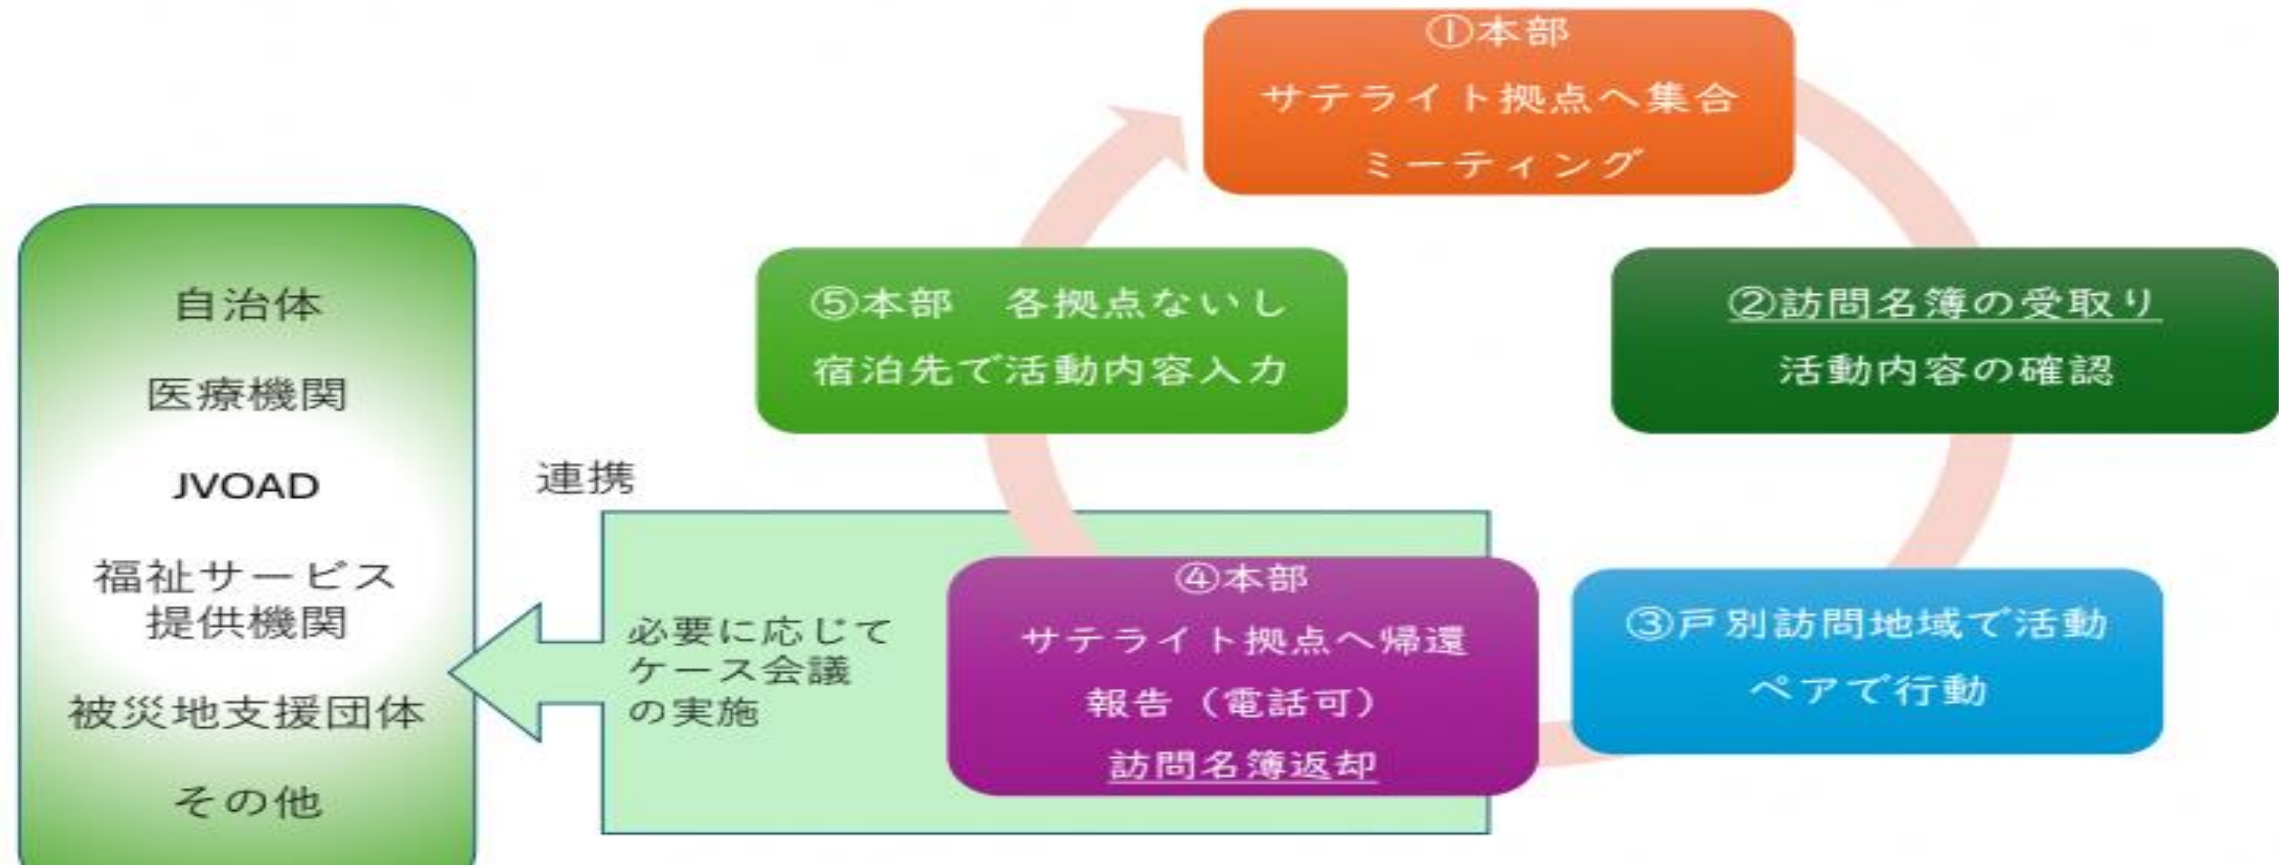 ①本部
サテライト拠点へ集合
ミーティング
②訪問名簿の受取り
活動内容の確認
③戸別訪問地域で活動
ペアで行動
④本部
サテライト拠点へ帰還
報告（電話可）
訪問名簿返却
⑤本部　各拠点ないし
宿泊先で活動内容入力
連携
必要に応じて
ケース会議
の実施
自治体
医療機関
JVOAD
福祉サービス
提供機関
被災地支援団体
その他